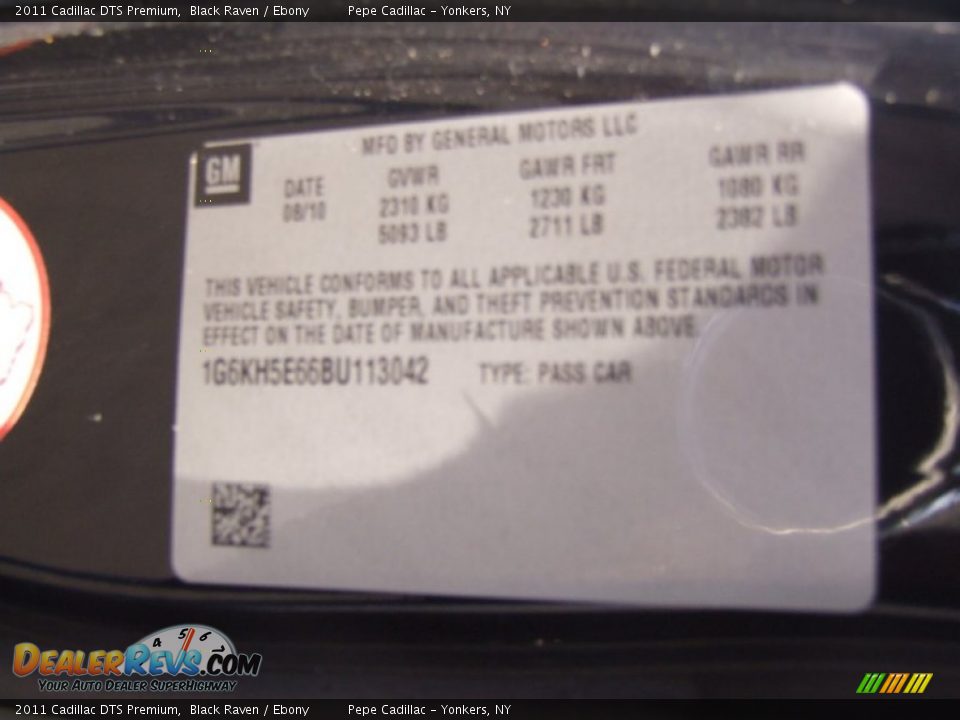 2011 Cadillac DTS Premium, Black Raven / Ebony Pepe Cadillac - Yonkers, NY
MFD BY GENERAL MOTORS LLC
GM
DATE GVWR GAWR FRT GAWR RR
08/10 2310 KG 1230 KG 1080 KG
5093 LB 2711 LB 2382 LB
THIS VEHICLE CONFORMS TO ALL APPLICABLE U.S. FEDERAL MOTOR
VEHICLE SAFETY, BUMPER, AND THEFT PREVENTION STANDARDS IN
EFFECT ON THE DATE OF MANUFACTURE SHOWN ABOVE.
1G6KH5E66BU113042 TYPE: PASS CAR
4 5 6
DEALERREVS.COM
YOUR AUTO DEALER SUPERHIGHWAY
2011 Cadillac DTS Premium, Black Raven / Ebony Pepe Cadillac - Yonkers, NY